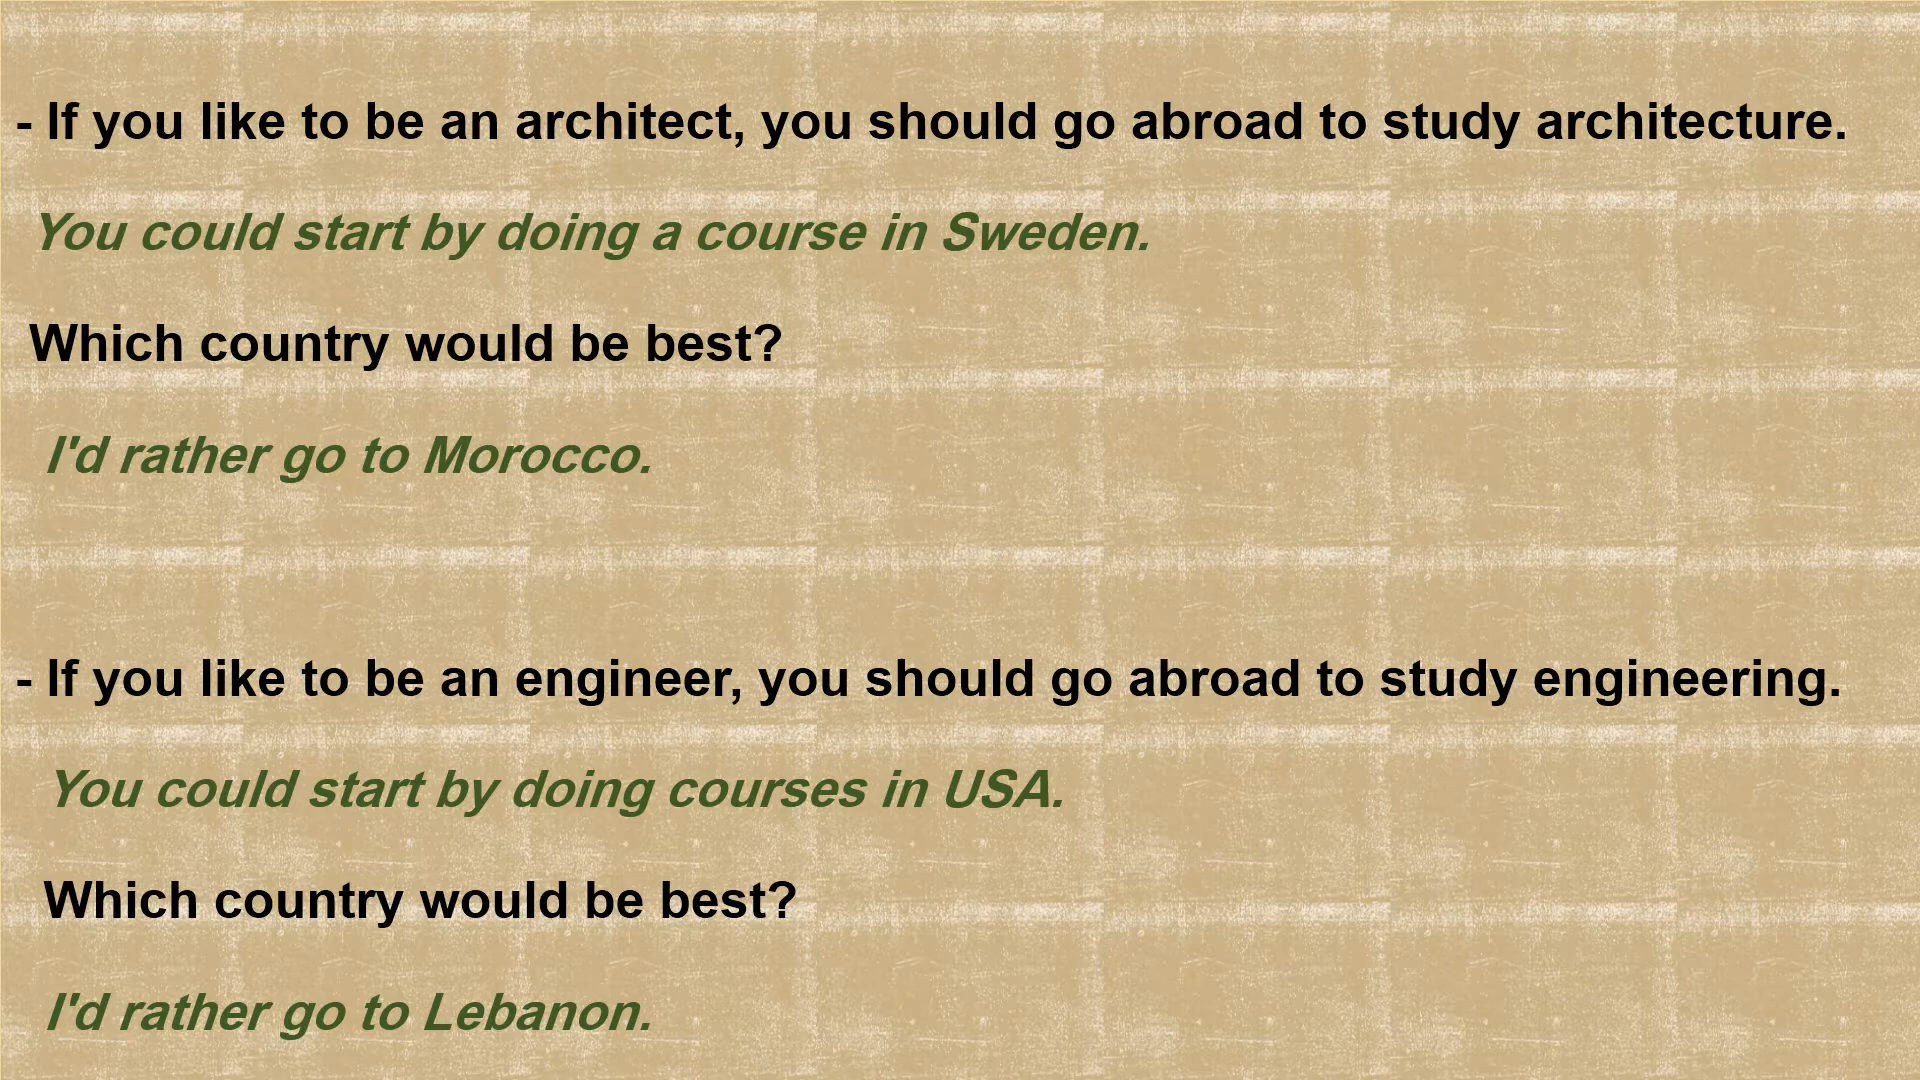 - If you like to be an architect, you should go abroad to study architecture.
You could start by doing a course in Sweden.
Which country would be best?
I'd rather go to Morocco.
- If you like to be an engineer, you should go abroad to study engineering.
You could start by doing courses in USA.
Which country would be best?
I'd rather go to Lebanon.